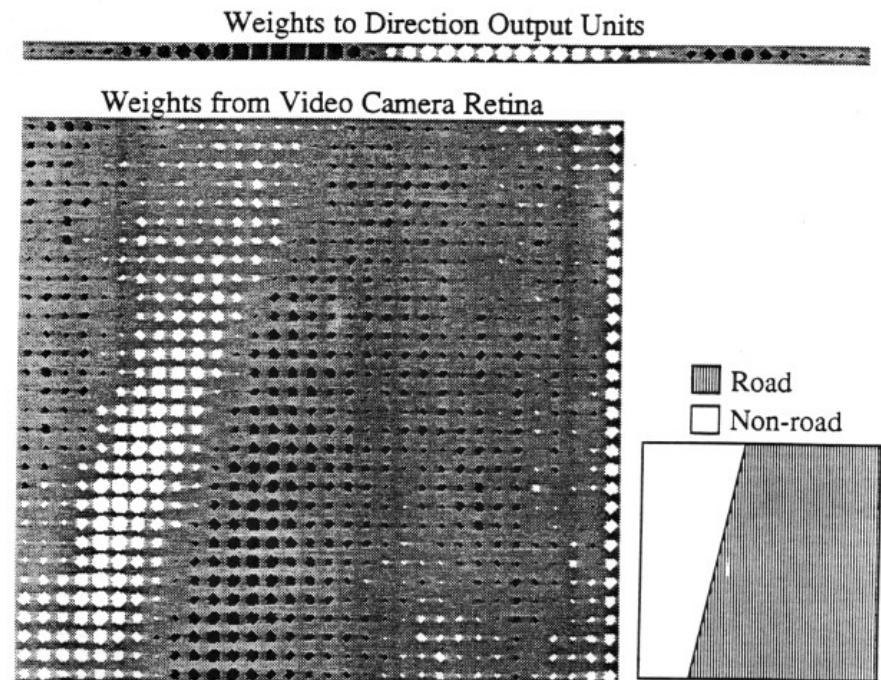 Weights to Direction Output Units
Weights from Video Camera Retina
Road
Non-road